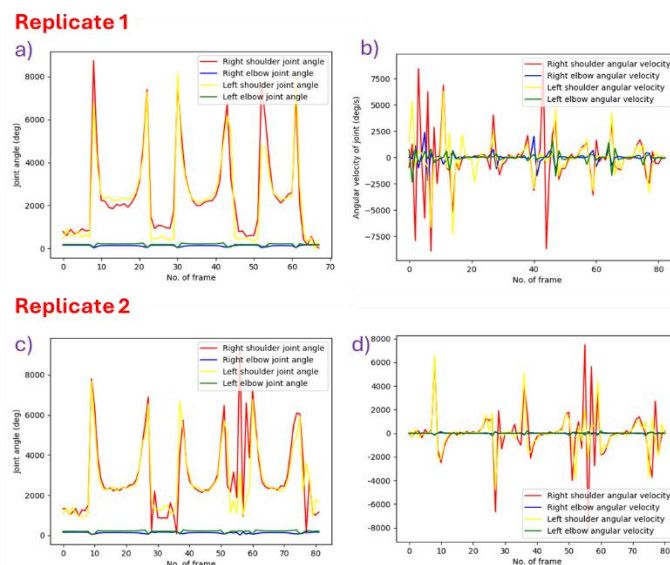 Replicate 1
a)
Right shoulder joint angle
Right elbow joint angle
Left shoulder joint angle
Left elbow joint angle
Joint angle (deg)
8000
6000
4000
2000
0
0 10 20 30 40 50 60 70
No. of frame
b)
Right shoulder angular velocity
Right elbow angular velocity
Left shoulder angular velocity
Left elbow angular velocity
Angular velocity of joint (deg/s)
7500
5000
2500
0
−2500
−5000
−7500
0 20 40 60 80
No. of frame
Replicate 2
c)
Right shoulder joint angle
Right elbow joint angle
Left shoulder joint angle
Left elbow joint angle
Joint angle (deg)
8000
6000
4000
2000
0
0 10 20 30 40 50 60 70 80
No. of frame
d)
8000
6000
4000
2000
0
−2000
−4000
−6000
−8000
Right shoulder angular velocity
Right elbow angular velocity
Left shoulder angular velocity
Left elbow angular velocity
0 10 20 30 40 50 60 70 80
No. of frame